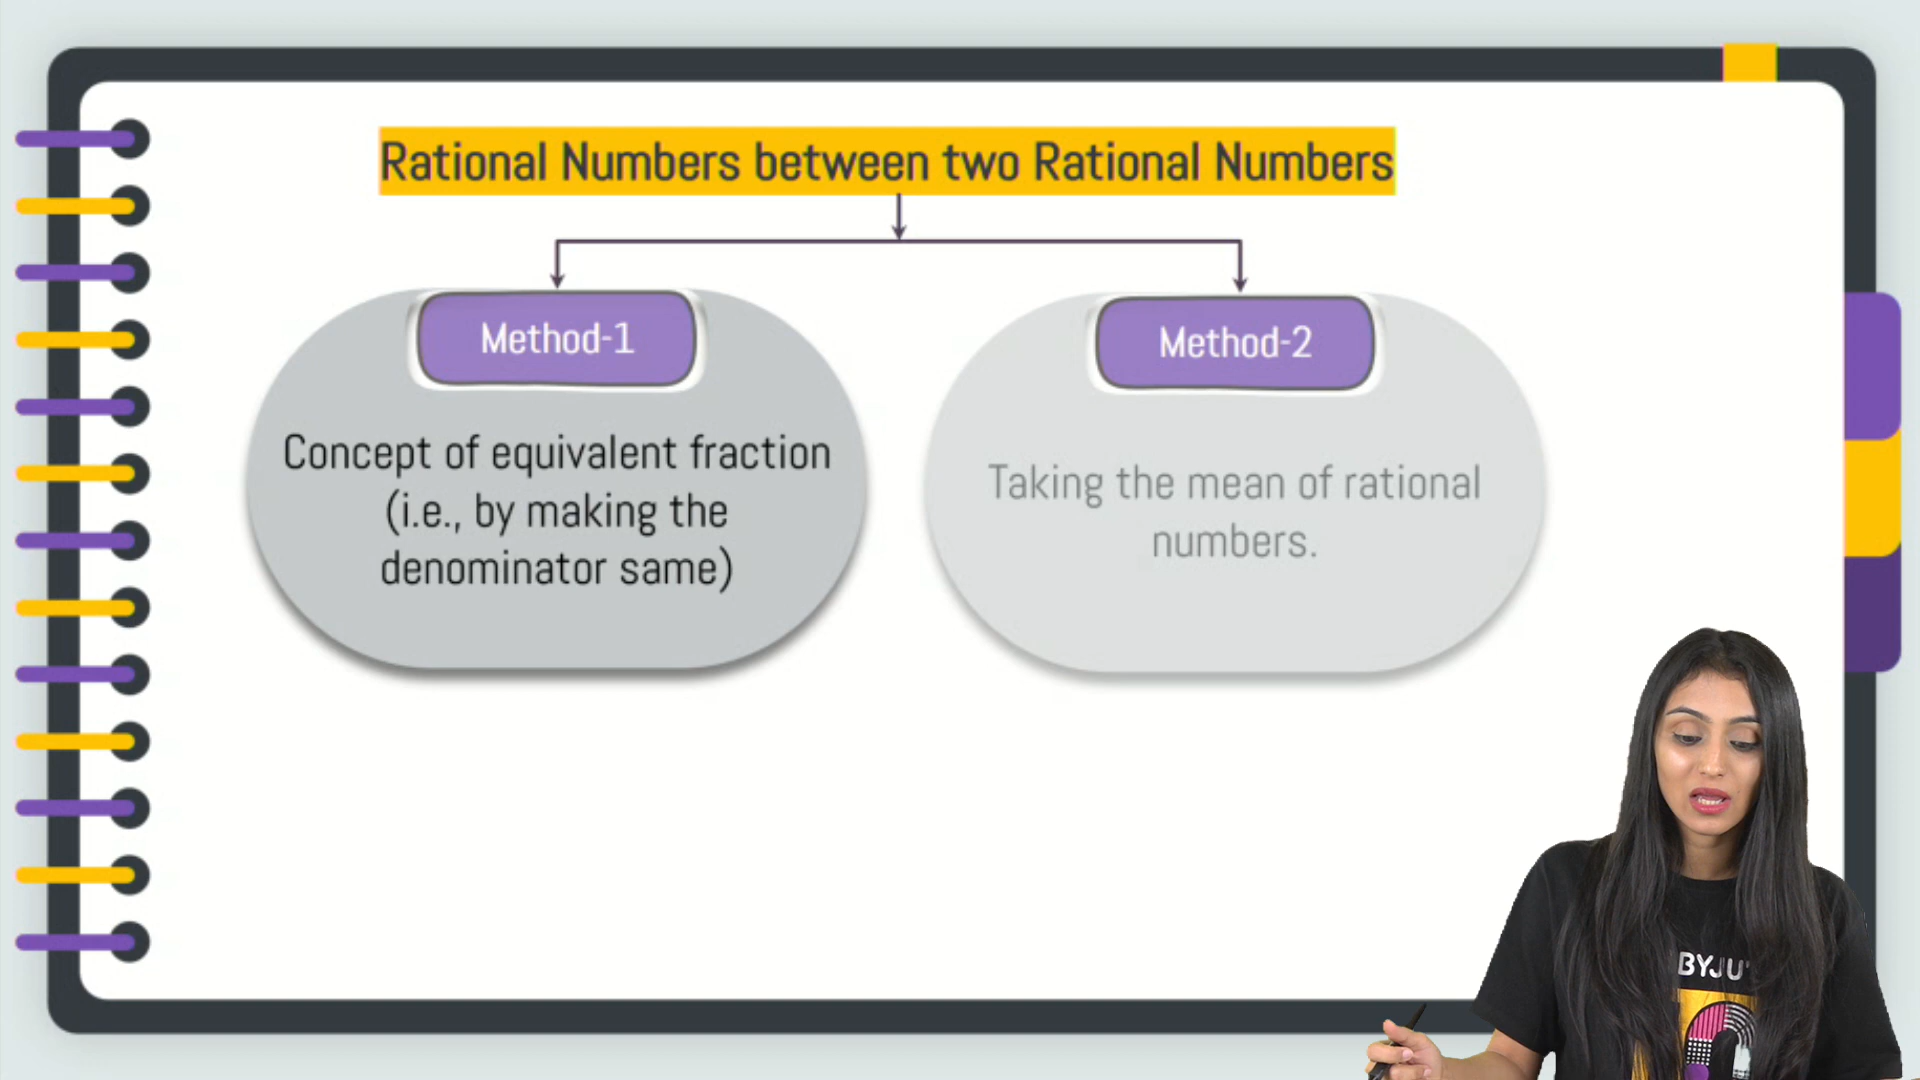 Rational Numbers between two Rational Numbers
Method-1
Concept of equivalent fraction
(i.e., by making the
denominator same)
Method-2
Taking the mean of rational
numbers.
BYJU'